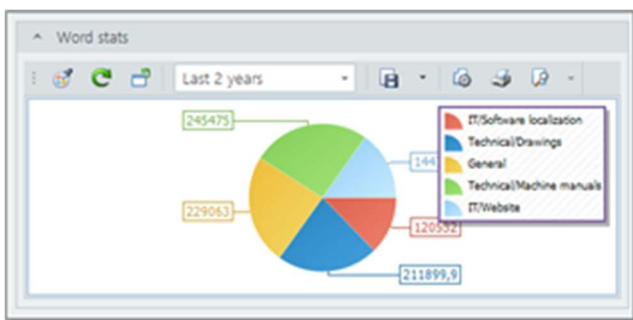 Word stats
Last 2 years
245475
IT/Software localization
Technical/Drawings
General
Technical/Machine manuals
IT/Website
229063
120532
211899,9